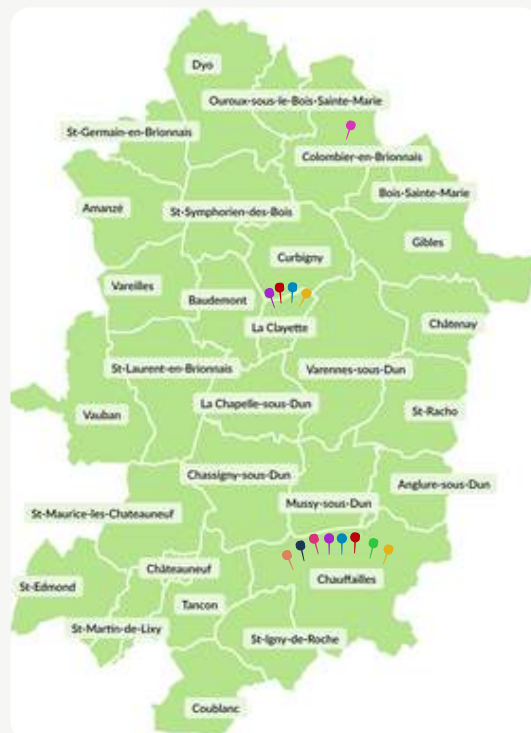 Dyo
Ouroux-sous-le-Bois-Sainte-Marie
St-Germain-en-Brionnais
Colombier-en-Brionnais
Bois-Sainte-Marie
Amanzé
St-Symphorien-des-Bois
Gibles
Curbigny
Vareilles
Baudemont
La Clayette
Châtenay
St-Laurent-en-Brionnais
Varennes-sous-Dun
La Chapelle-sous-Dun
St-Racho
Vauban
Chassigny-sous-Dun
Anglure-sous-Dun
Mussy-sous-Dun
St-Maurice-les-Chateauneuf
Châteauneuf
Chauffailles
St-Edmond
Tancon
St-Martin-de-Lixy
St-Igny-de-Roche
Coublanc